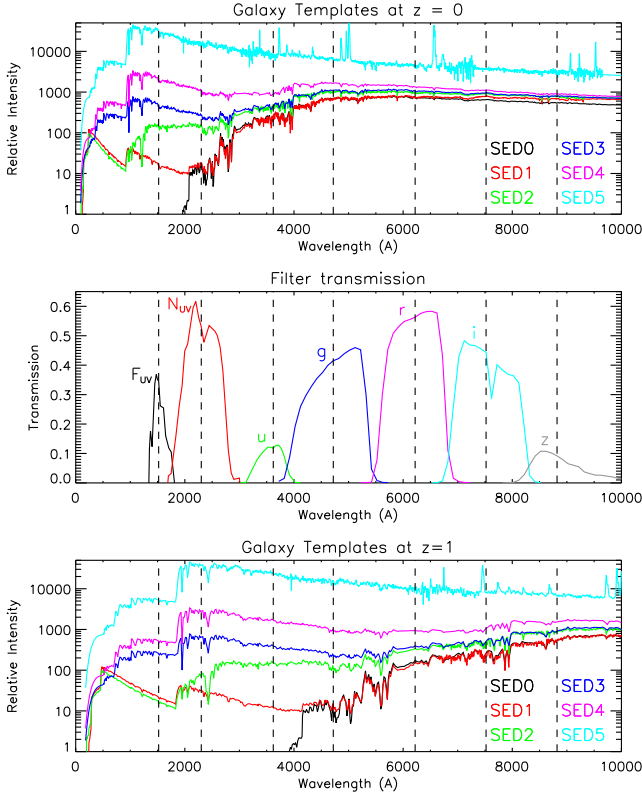 Galaxy Templates at z = 0
Relative Intensity
10000
1000
100
10
1
SED0 SED3
SED1 SED4
SED2 SED5
0 2000 4000 6000 8000 10000
Wavelength (A)
Filter transmission
Transmission
0.6
0.5
0.4
0.3
0.2
0.1
0.0
FUV
NUV
u
g
r
i
z
0 2000 4000 6000 8000 10000
Wavelength (A)
Galaxy Templates at z=1
Relative Intensity
10000
1000
100
10
1
SED0 SED3
SED1 SED4
SED2 SED5
0 2000 4000 6000 8000 10000
Wavelength (A)